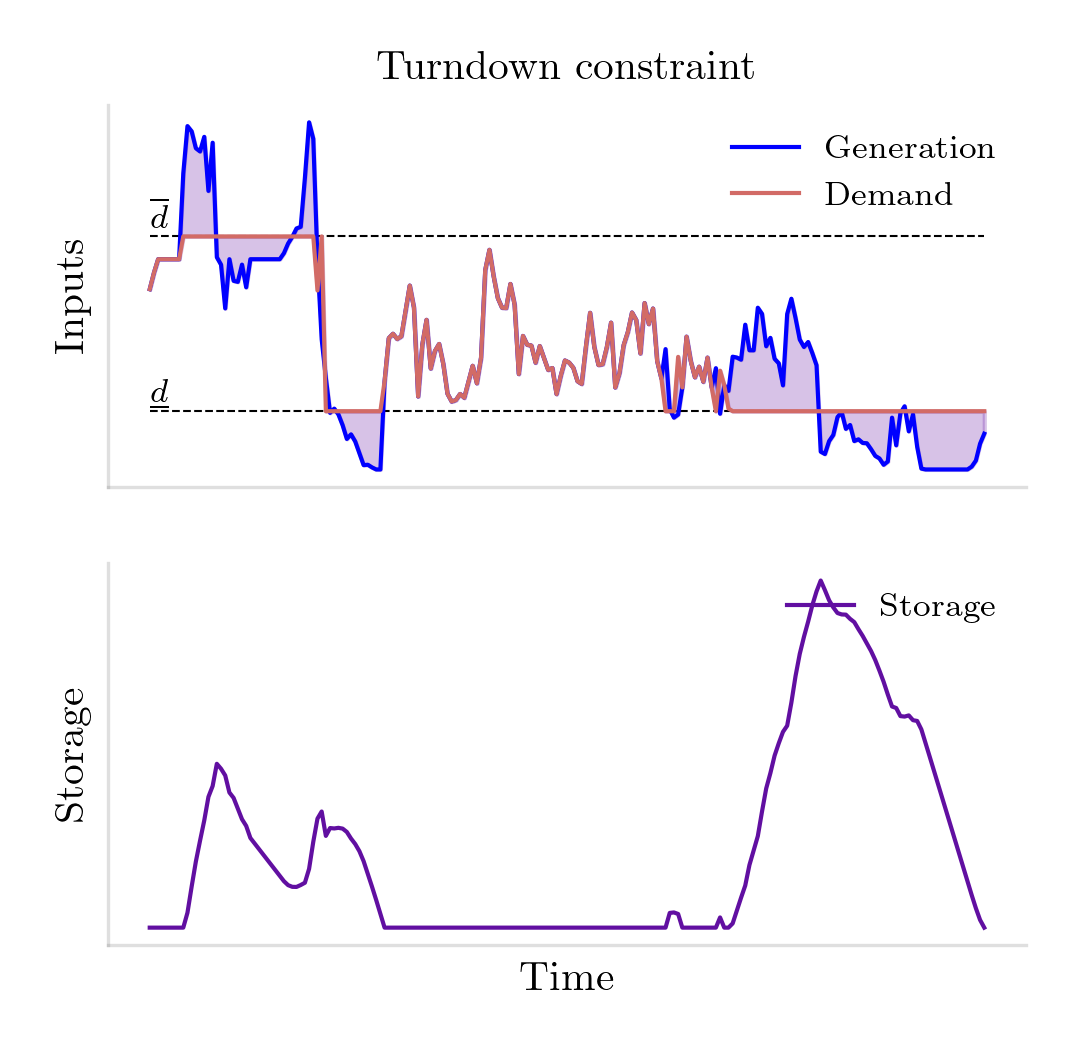 Turndown constraint
Generation
Demand
d̅
d̲
Inputs
Storage
Storage
Time